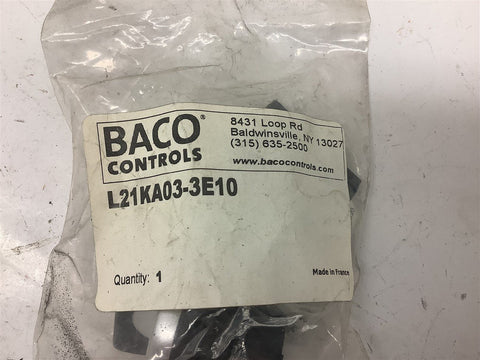 BACO®
CONTROLS
8431 Loop Rd
Baldwinsville, NY 13027
(315) 635-2500
www.bacocontrols.com
L21KA03-3E10
Quantity: 1
Made in France